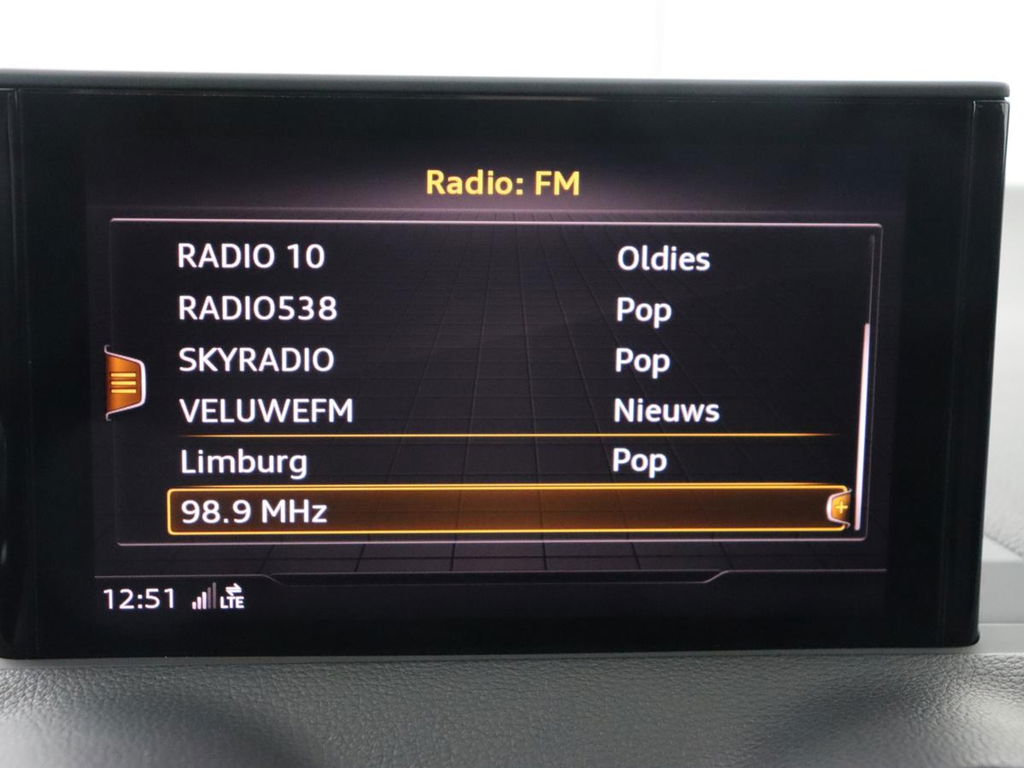 Radio: FM
RADIO 10 Oldies
RADIO538 Pop
SKYRADIO Pop
VELUWEFM Nieuws
Limburg Pop
98.9 MHz
12:51 LTE